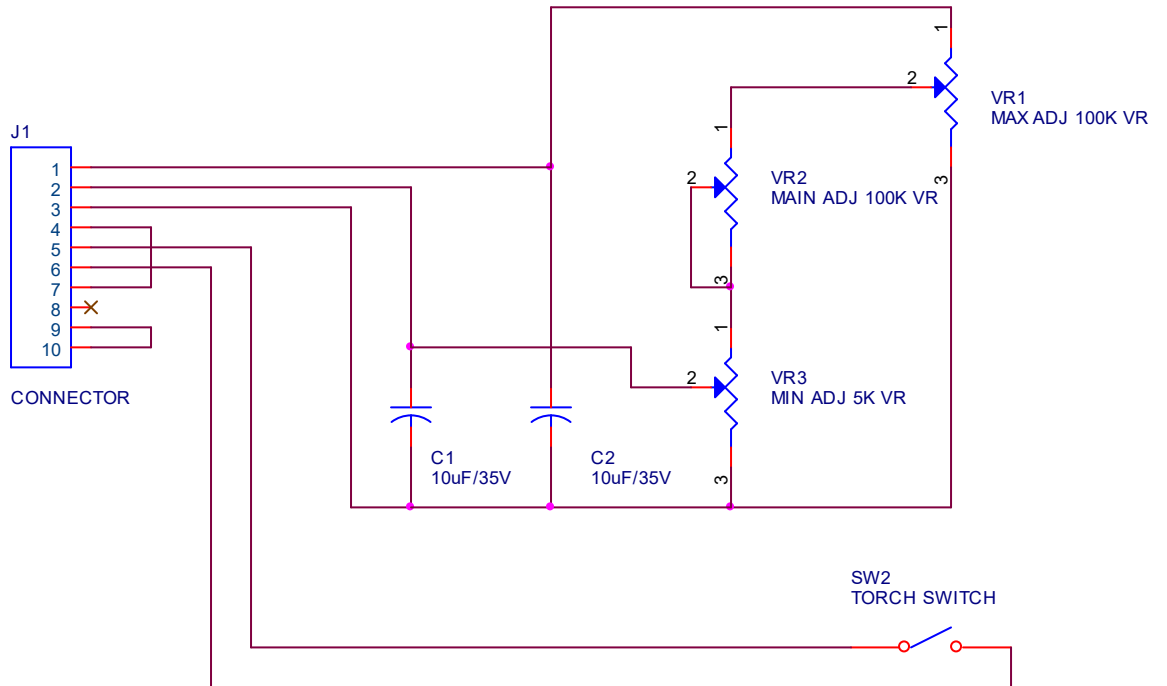 J1
1
2
3
4
5
6
7
8
9
10
CONNECTOR
1
2
3
VR1
MAX ADJ 100K VR
1
2
3
VR2
MAIN ADJ 100K VR
1
2
3
VR3
MIN ADJ 5K VR
C1
10uF/35V
C2
10uF/35V
SW2
TORCH SWITCH